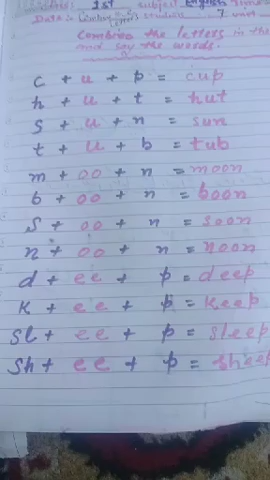 1st subject English Time
Combine the letters in the
and say the words.
c + u + p = cup
h + u + t = hut
s + u + n = sun
t + u + b = tub
m + oo + n = moon
b + oo + n = boon
s + oo + n = soon
n + oo + n = noon
d + ee + p = deep
k + ee + p = keep
sl + ee + p = sleep
sh + ee + p = sheep